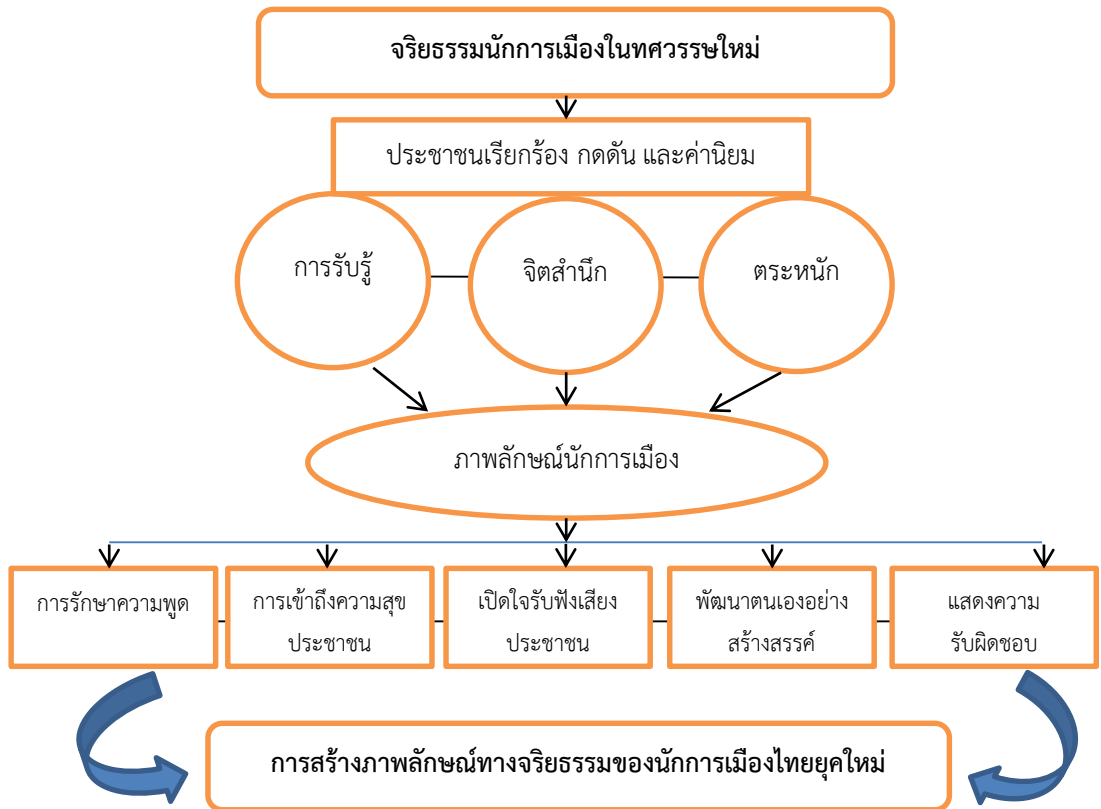 จริยธรรมนักการเมืองในทศวรรษใหม่
ประชาชนเรียกร้อง กดดัน และค่านิยม
การรับรู้
จิตสำนึก
ตระหนัก
ภาพลักษณ์นักการเมือง
การรักษาความพูด
การเข้าถึงความสุข
ประชาชน
เปิดใจรับฟังเสียง
ประชาชน
พัฒนาตนเองอย่าง
สร้างสรรค์
แสดงความ
รับผิดชอบ
การสร้างภาพลักษณ์ทางจริยธรรมของนักการเมืองไทยยุคใหม่